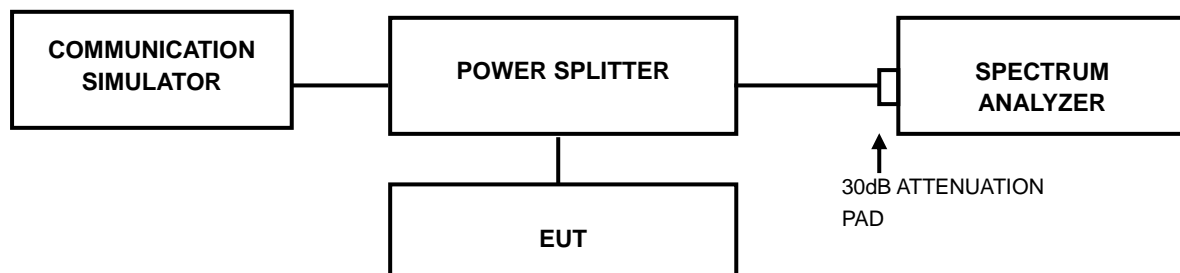 COMMUNICATION
SIMULATOR
POWER SPLITTER
SPECTRUM
ANALYZER
30dB ATTENUATION
PAD
EUT